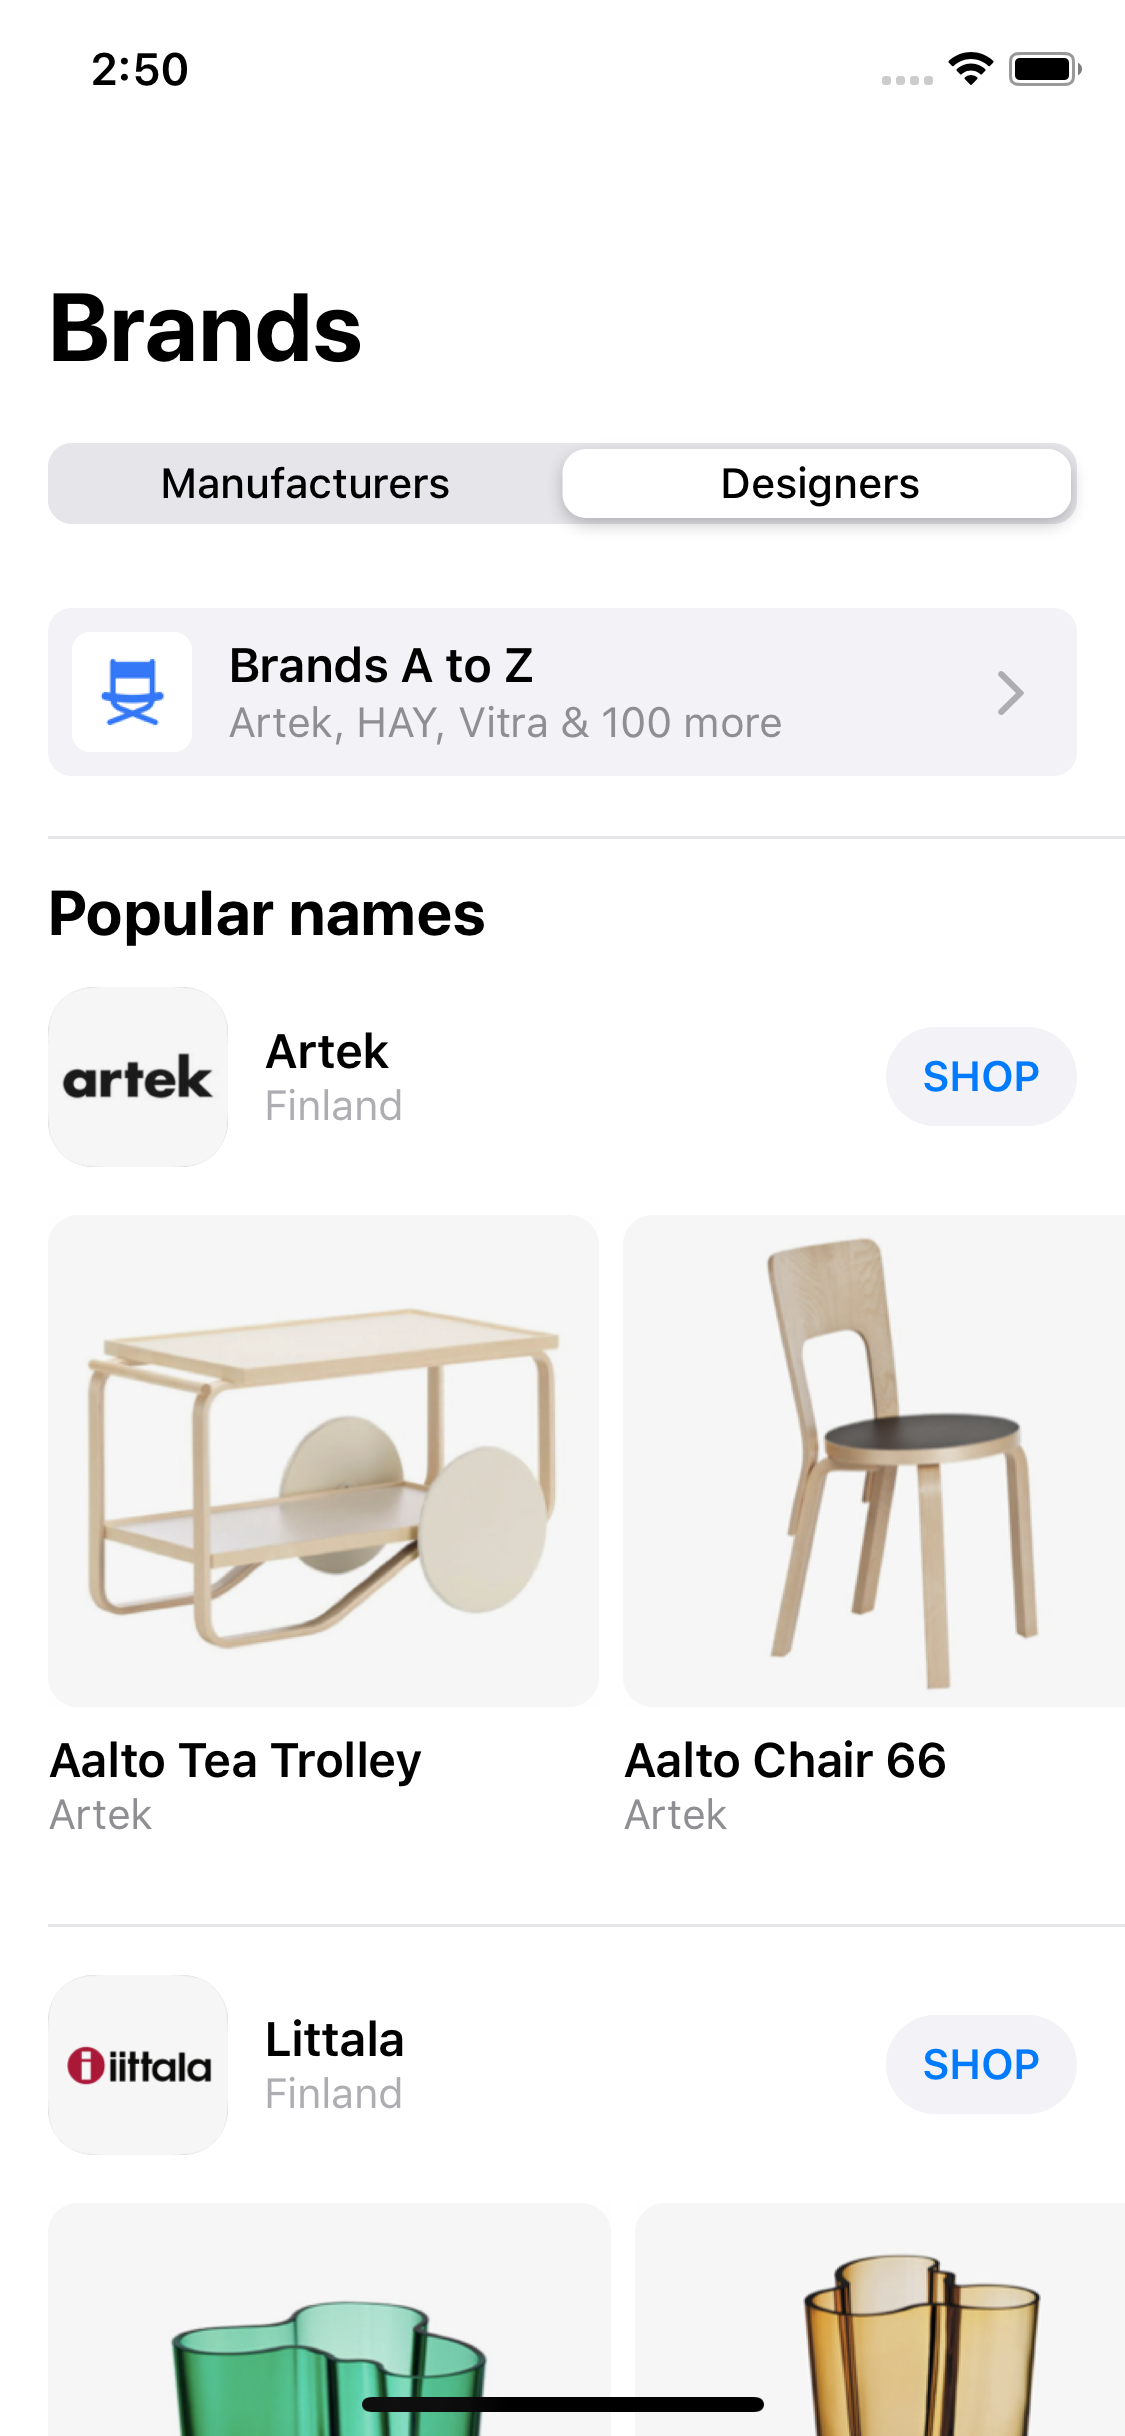 2:50
Brands
Manufacturers
Designers
Brands A to Z
Artek, HAY, Vitra & 100 more
Popular names
artek
Artek
Finland
SHOP
Aalto Tea Trolley
Artek
Aalto Chair 66
Artek
i iittala
Littala
Finland
SHOP